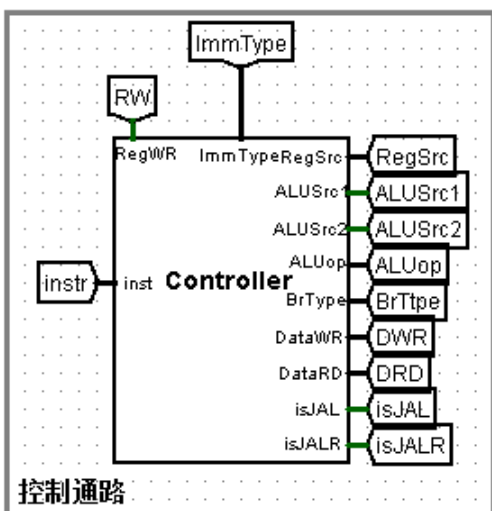 ImmType
RW
RegWR ImmType RegSrc RegSrc
ALUSrc1 ALUSrc1
ALUSrc2 ALUSrc2
ALUop ALUop
instr inst Controller
BrType BrTtpe
DataWR DWR
DataRD DRD
isJAL isJAL
isJALR isJALR
控制通路